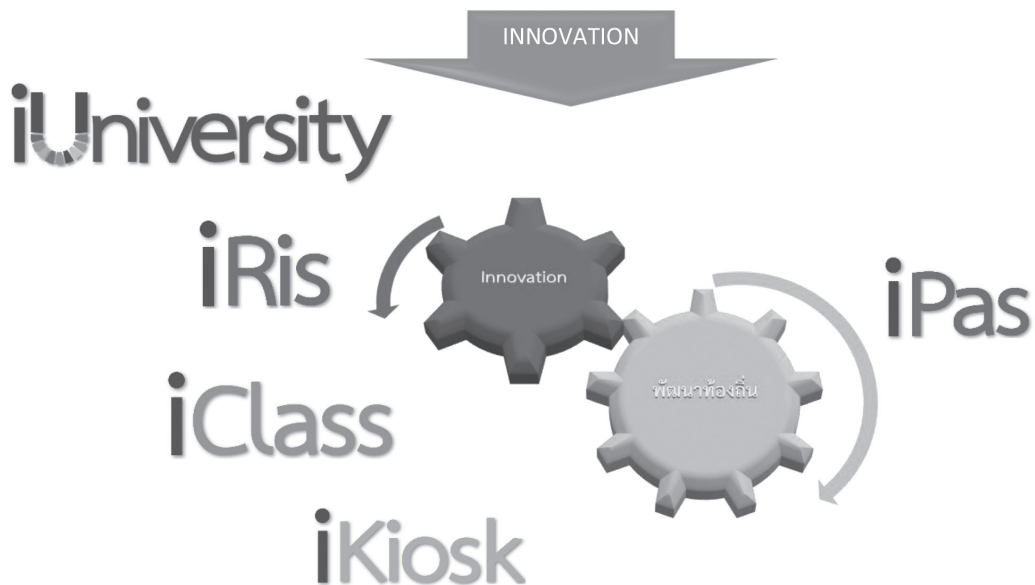 INNOVATION
iUniversity
iRis
Innovation
iPas
พัฒนาท้องถิ่น
iClass
iKiosk